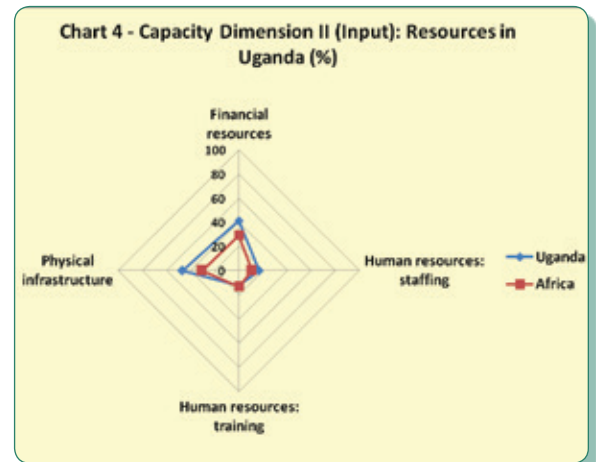 Chart 4 - Capacity Dimension II (Input): Resources in
Uganda (%)
Financial
resources
100
80
60
40
20
0
Physical
infrastructure
Human resources:
staffing
Human resources:
training
Uganda
Africa